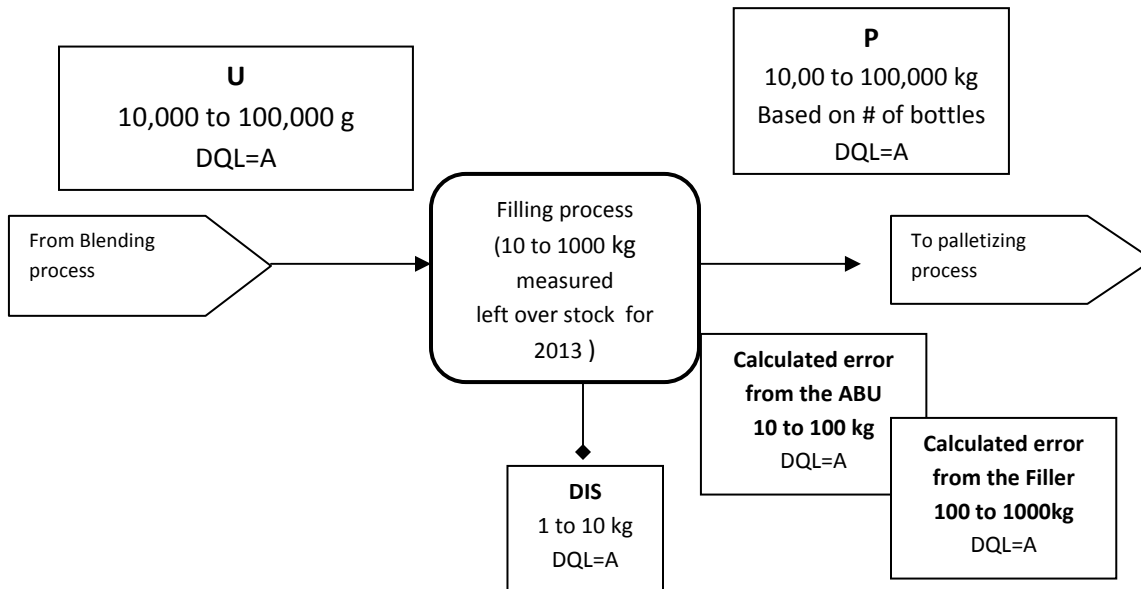 U
10,000 to 100,000 g
DQL=A
P
10,00 to 100,000 kg
Based on # of bottles
DQL=A
From Blending
process
Filling process
(10 to 1000 kg
measured
left over stock for
2013 )
To palletizing
process
Calculated error
from the ABU
10 to 100 kg
DQL=A
Calculated error
from the Filler
100 to 1000kg
DQL=A
DIS
1 to 10 kg
DQL=A